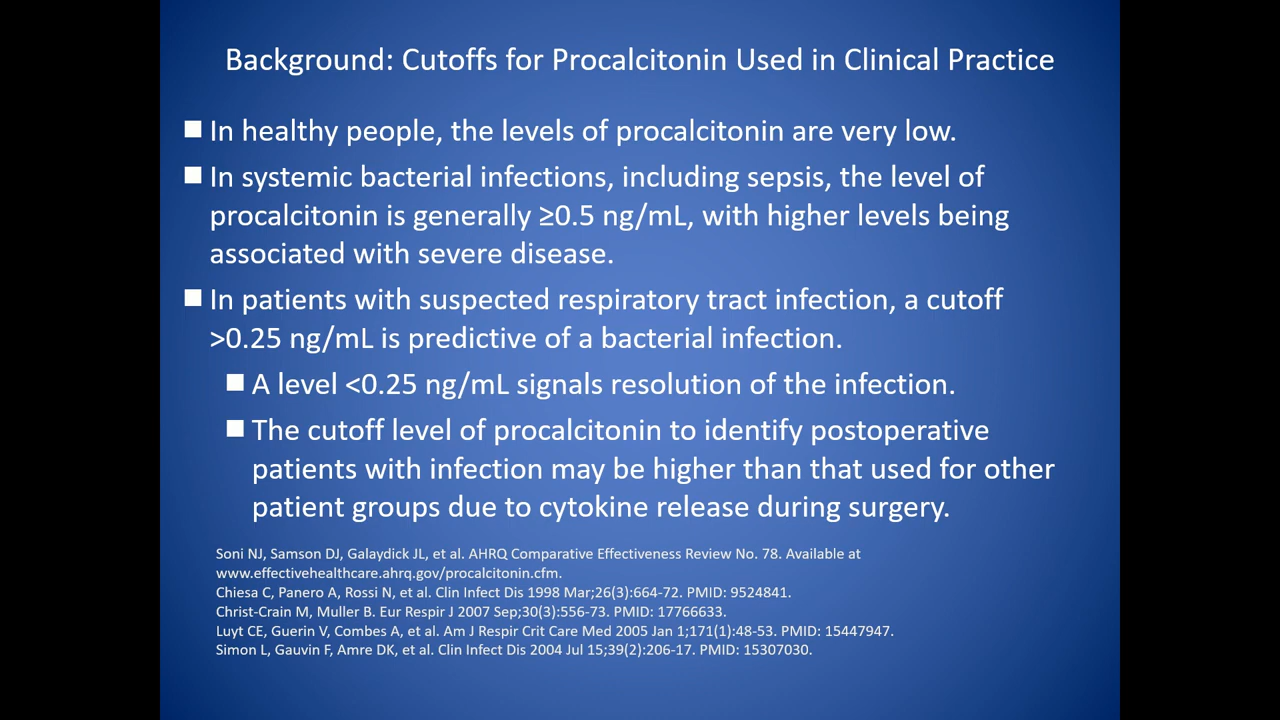 Background: Cutoffs for Procalcitonin Used in Clinical Practice
In healthy people, the levels of procalcitonin are very low.
In systemic bacterial infections, including sepsis, the level of
procalcitonin is generally ≥0.5 ng/mL, with higher levels being
associated with severe disease.
In patients with suspected respiratory tract infection, a cutoff
>0.25 ng/mL is predictive of a bacterial infection.
A level <0.25 ng/mL signals resolution of the infection.
The cutoff level of procalcitonin to identify postoperative
patients with infection may be higher than that used for other
patient groups due to cytokine release during surgery.
Soni NJ, Samson DJ, Galaydick JL, et al. AHRQ Comparative Effectiveness Review No. 78. Available at
www.effectivehealthcare.ahrq.gov/procalcitonin.cfm.
Chiesa C, Panero A, Rossi N, et al. Clin Infect Dis 1998 Mar;26(3):664-72. PMID: 9524841.
Christ-Crain M, Muller B. Eur Respir J 2007 Sep;30(3):556-73. PMID: 17766633.
Luyt CE, Guerin V, Combes A, et al. Am J Respir Crit Care Med 2005 Jan 1;171(1):48-53. PMID: 15447947.
Simon L, Gauvin F, Amre DK, et al. Clin Infect Dis 2004 Jul 15;39(2):206-17. PMID: 15307030.